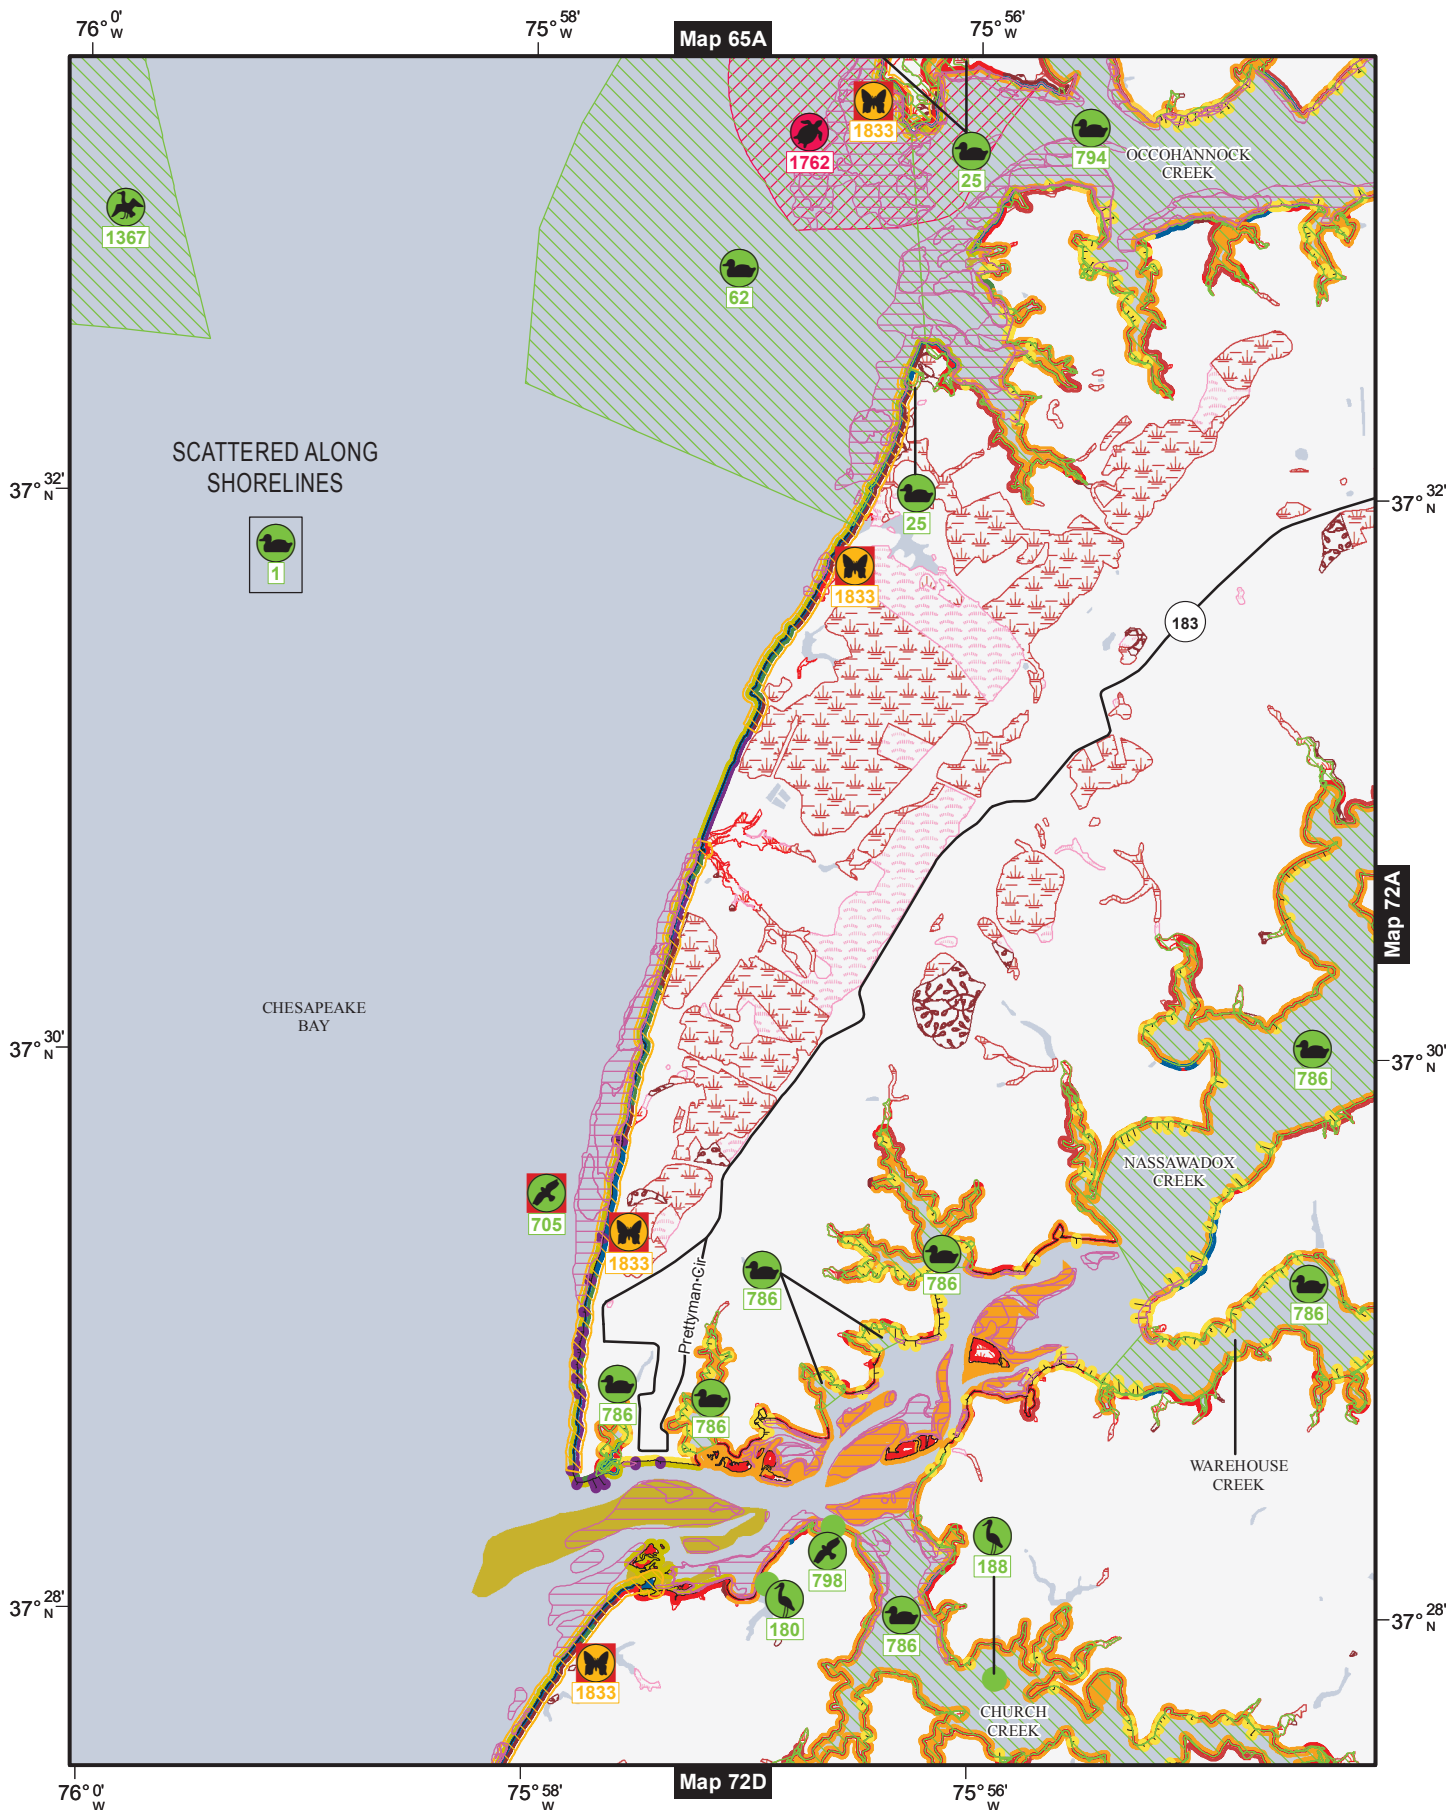 76° 0' W
75° 58' W
Map 65A
75° 56' W
1833
1762
25
794
OCCOHANNOCK
CREEK
1367
62
SCATTERED ALONG
SHORELINES
37° 32' N
37° 32' N
25
1
1833
183
Map 72A
CHESAPEAKE
BAY
37° 30' N
37° 30' N
786
NASSAWADOX
CREEK
705
1833
786
786
786
Prettyman Cir
786
786
WAREHOUSE
CREEK
188
798
37° 28' N
180
786
37° 28' N
1833
CHURCH
CREEK
76° 0' W
75° 58' W
Map 72D
75° 56' W